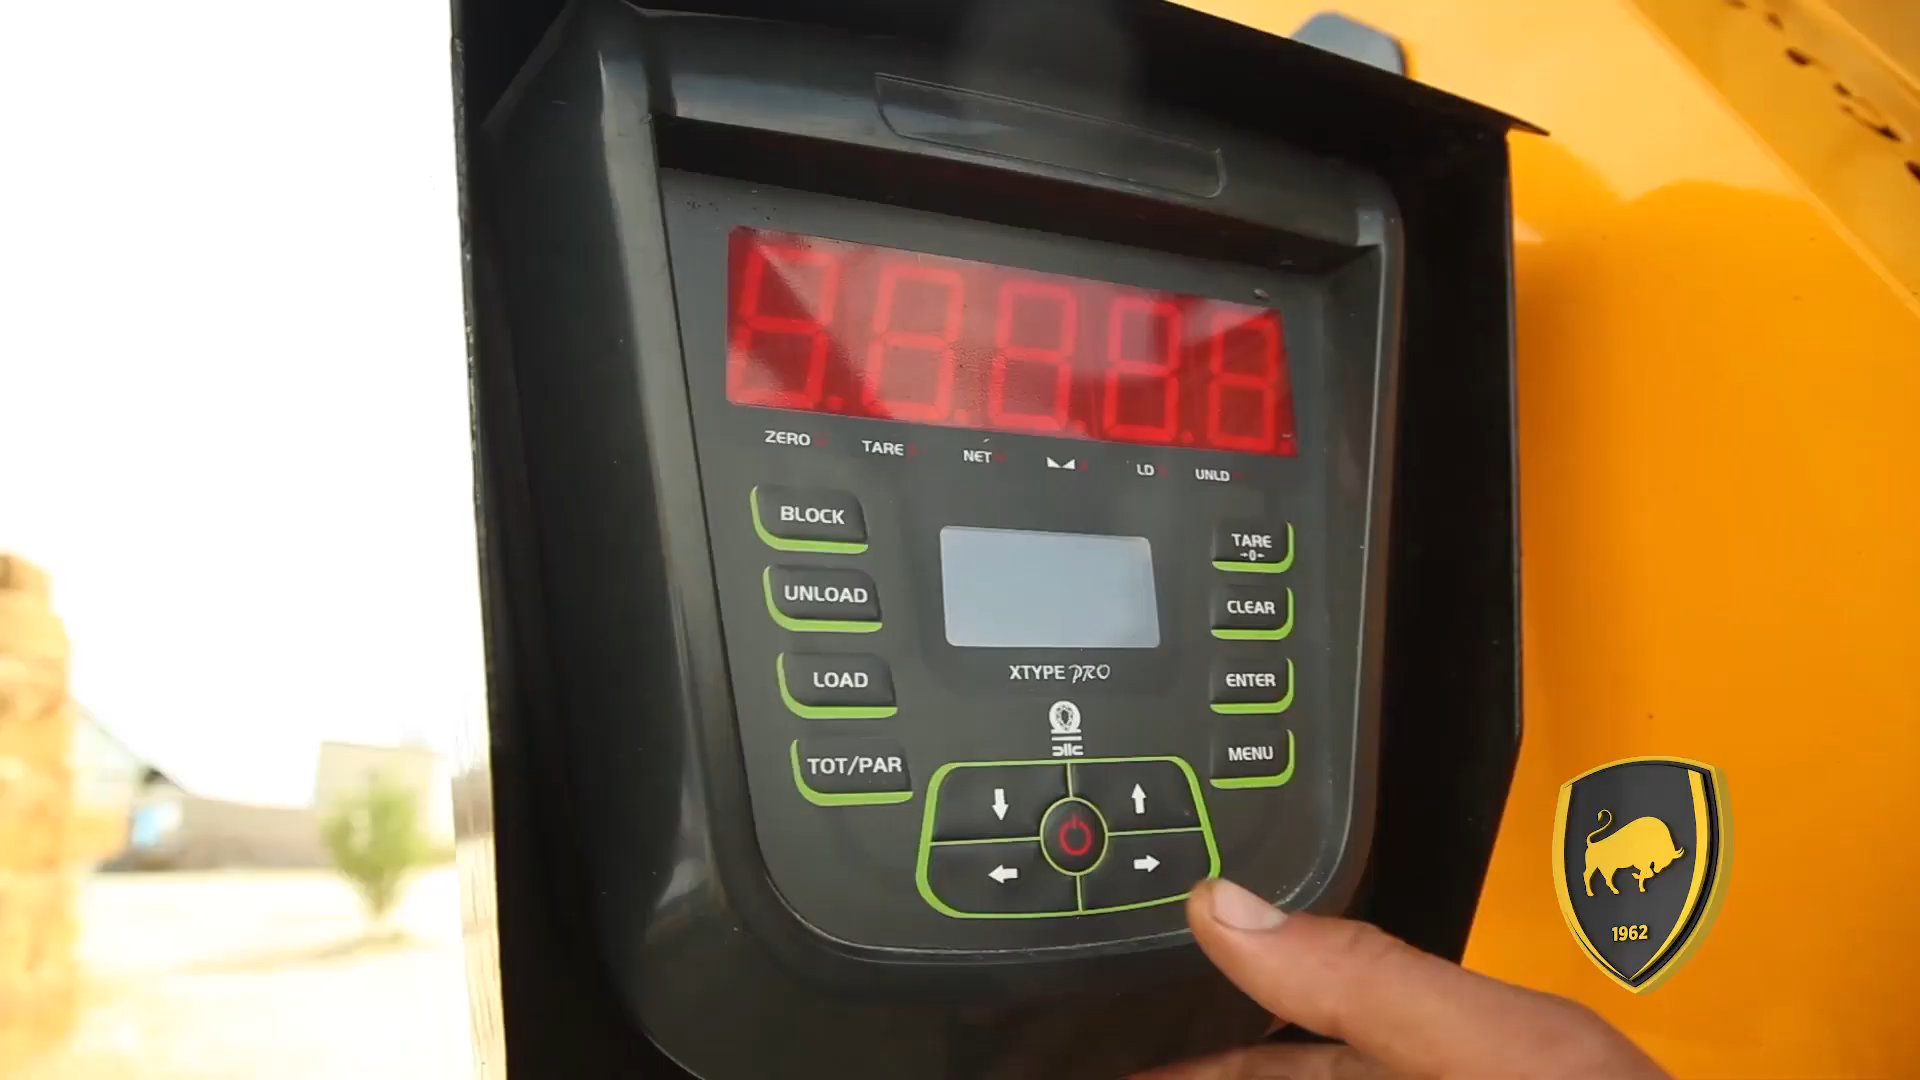 ZERO TARE NET LD UNLD
BLOCK
UNLOAD
LOAD
TOT/PAR
TARE
→0←
CLEAR
ENTER
MENU
XTYPE PRO
1962